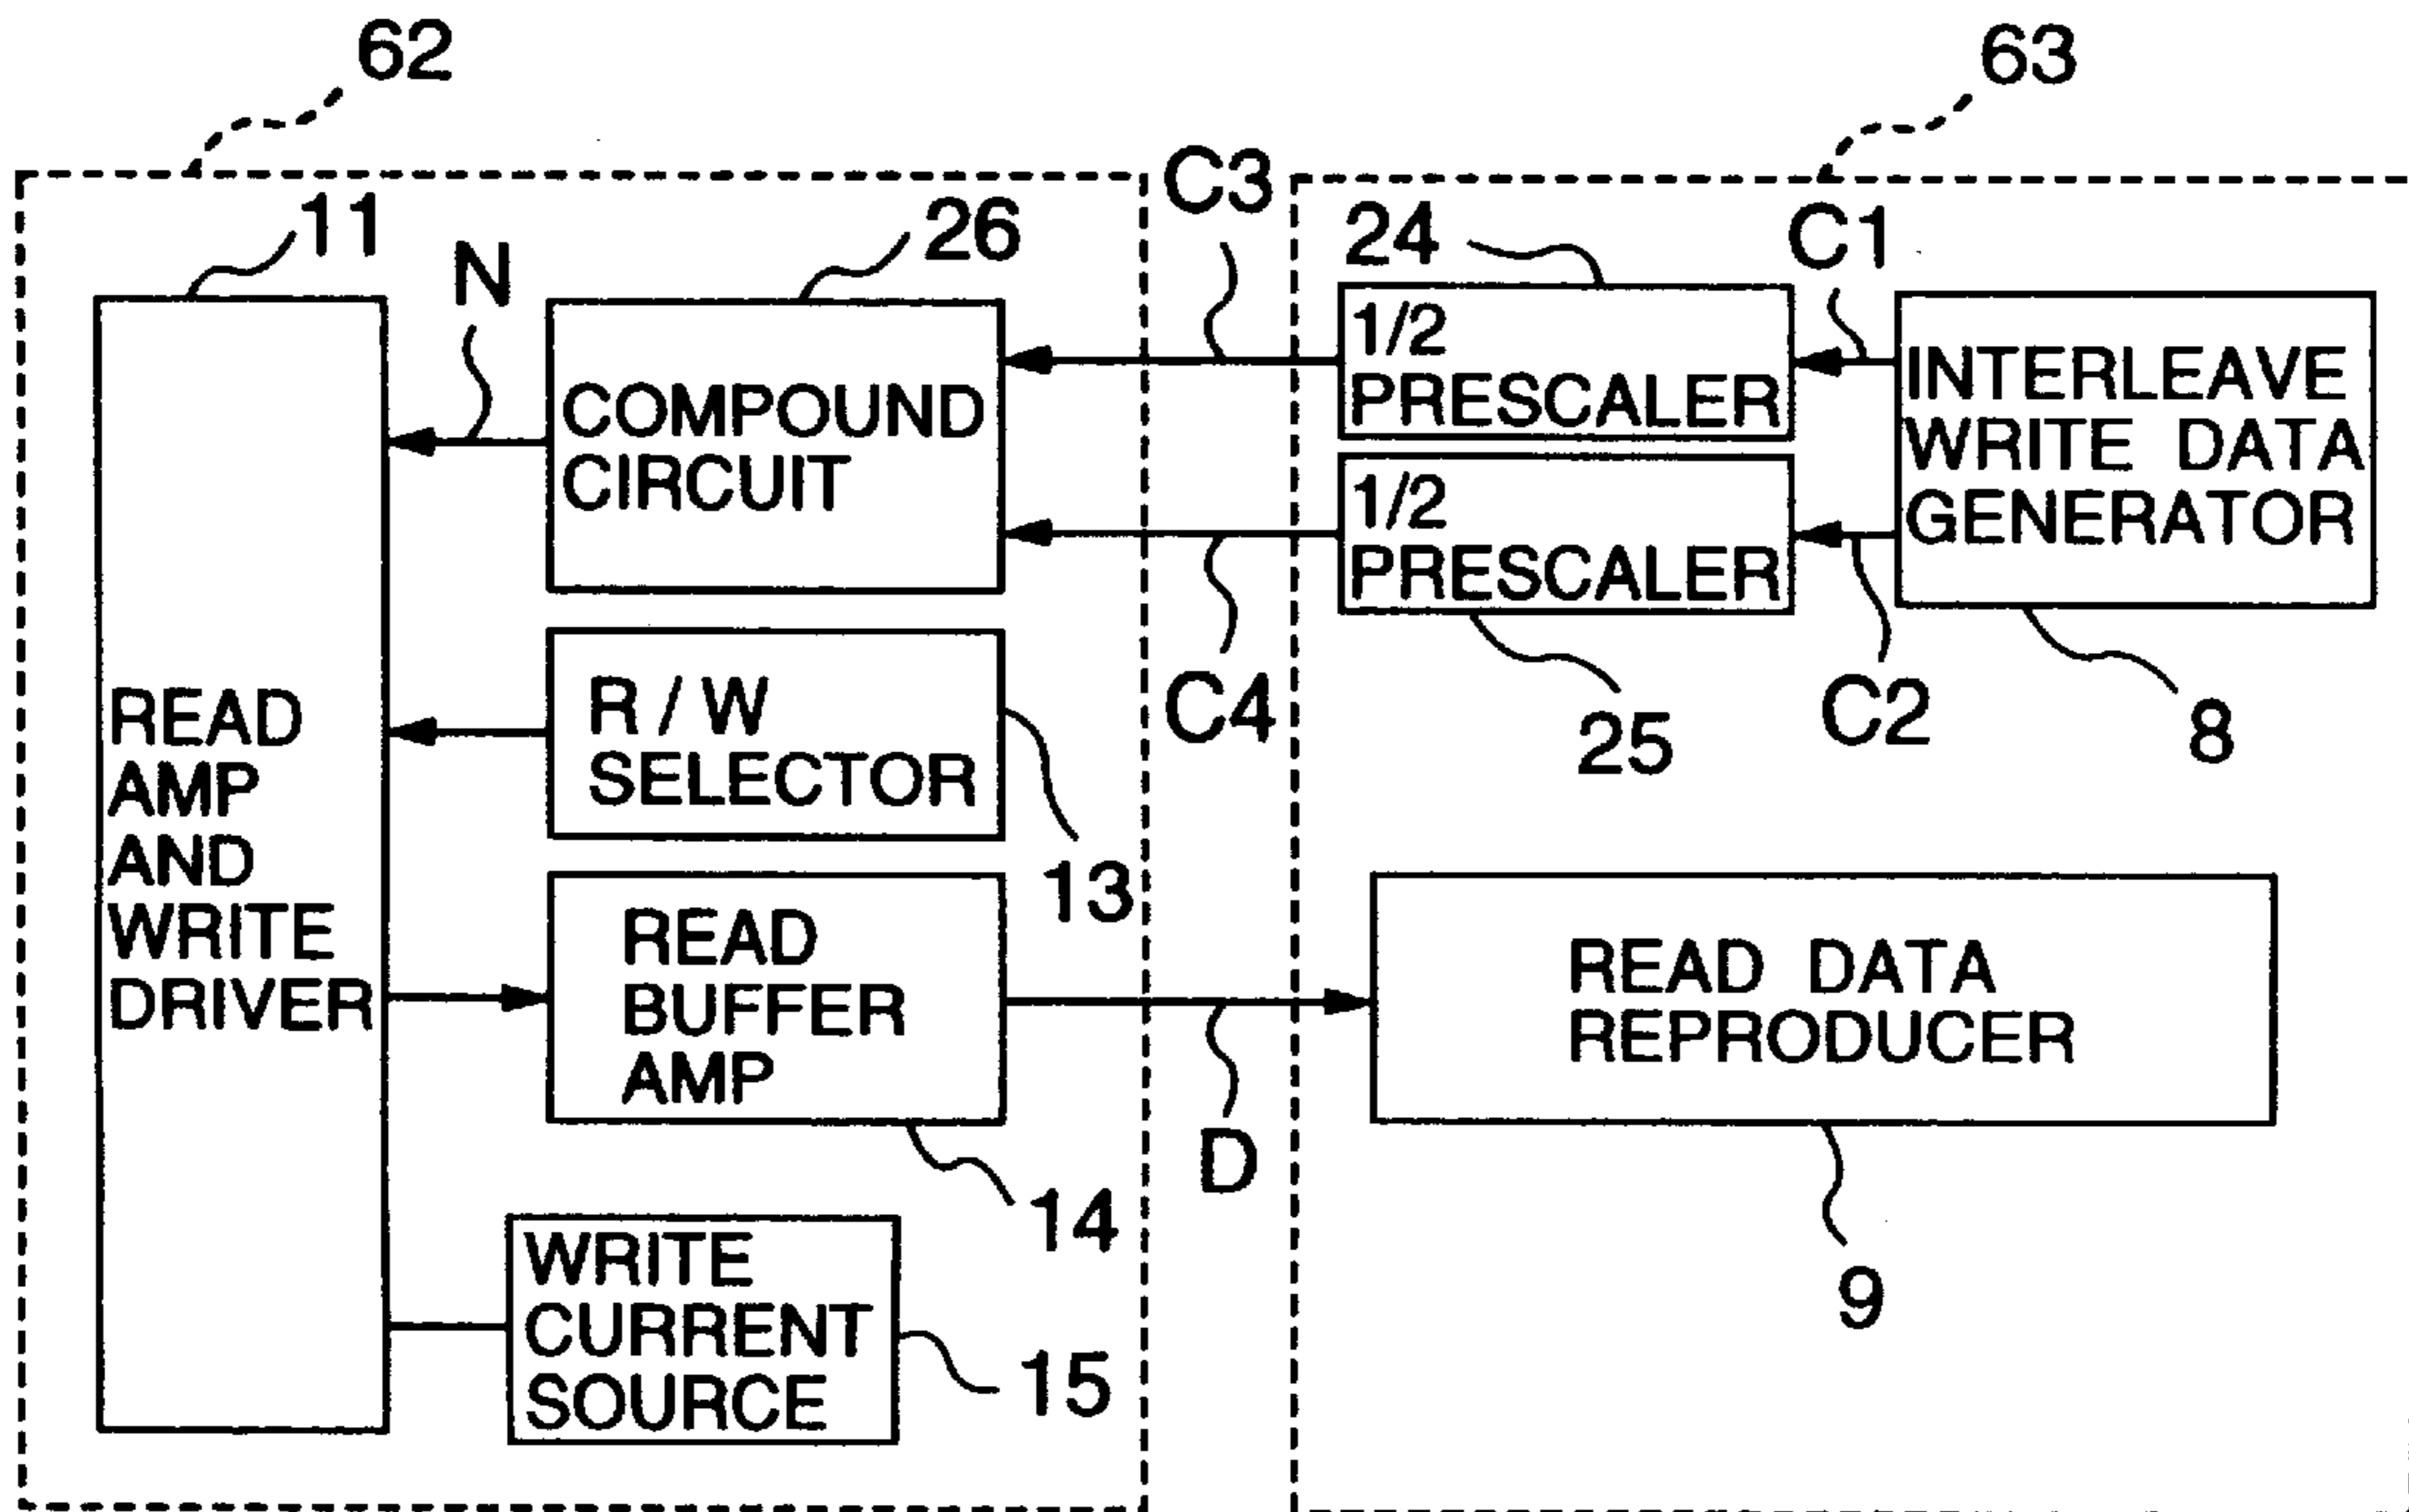 62
63
11
N
26
C3
24
C1
1/2
PRESCALER
INTERLEAVE
WRITE DATA
GENERATOR
COMPOUND
CIRCUIT
1/2
PRESCALER
C4
25
C2
8
R / W
SELECTOR
13
READ
AMP
AND
WRITE
DRIVER
READ
BUFFER
AMP
14
D
READ DATA
REPRODUCER
9
WRITE
CURRENT
SOURCE
15